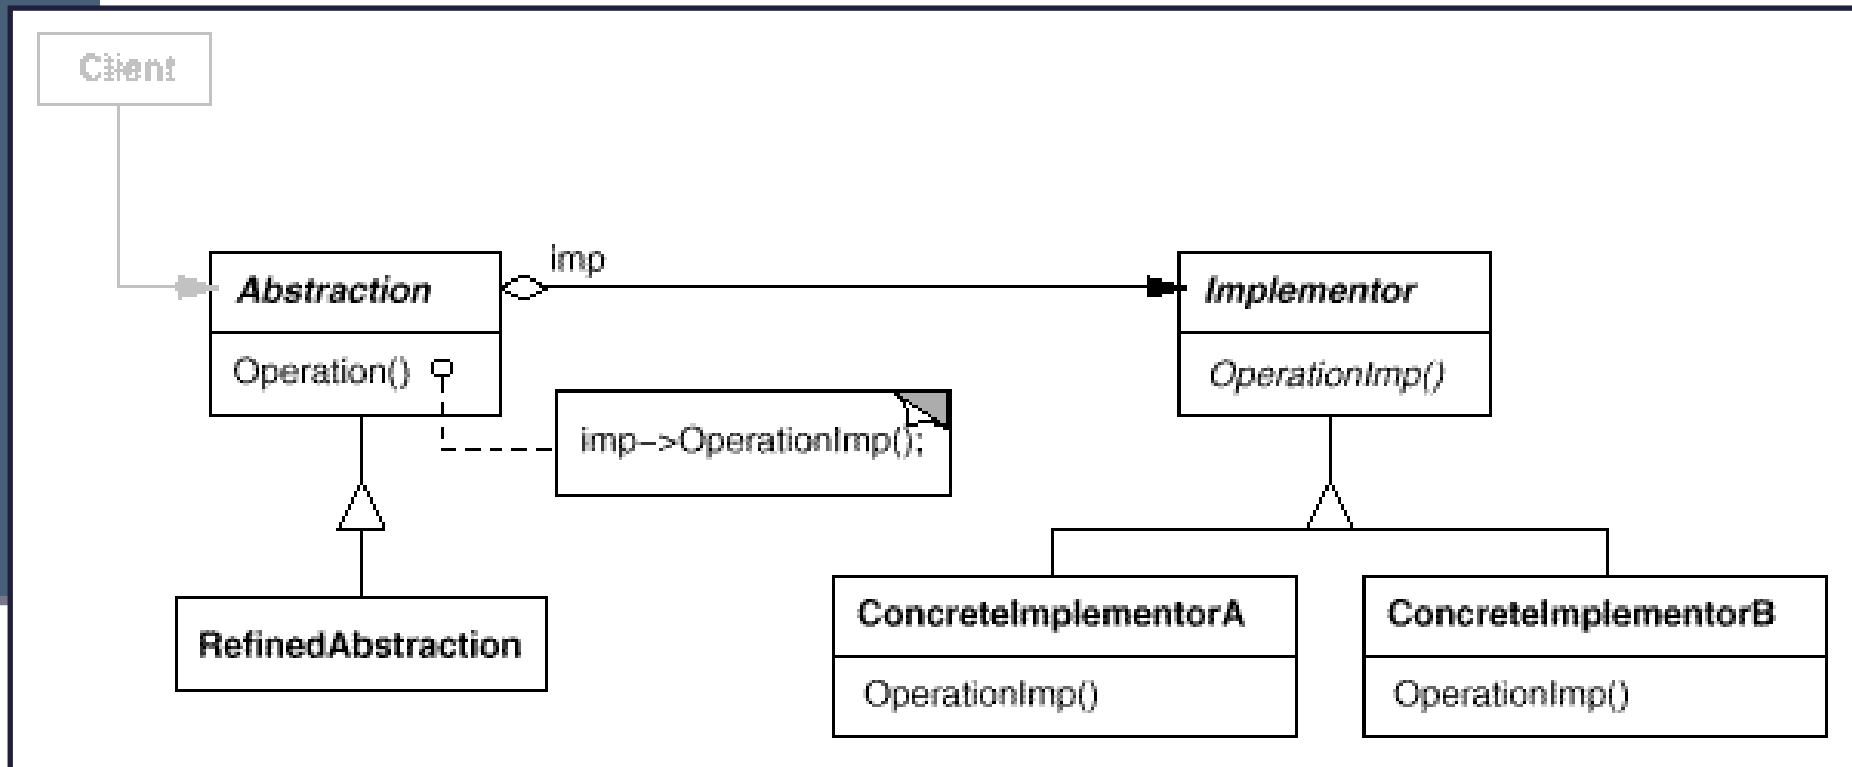 Client
imp
Abstraction
Implementor
Operation()
OperationImp()
imp–>OperationImp();
ConcreteImplementorA
ConcreteImplementorB
RefinedAbstraction
OperationImp()
OperationImp()